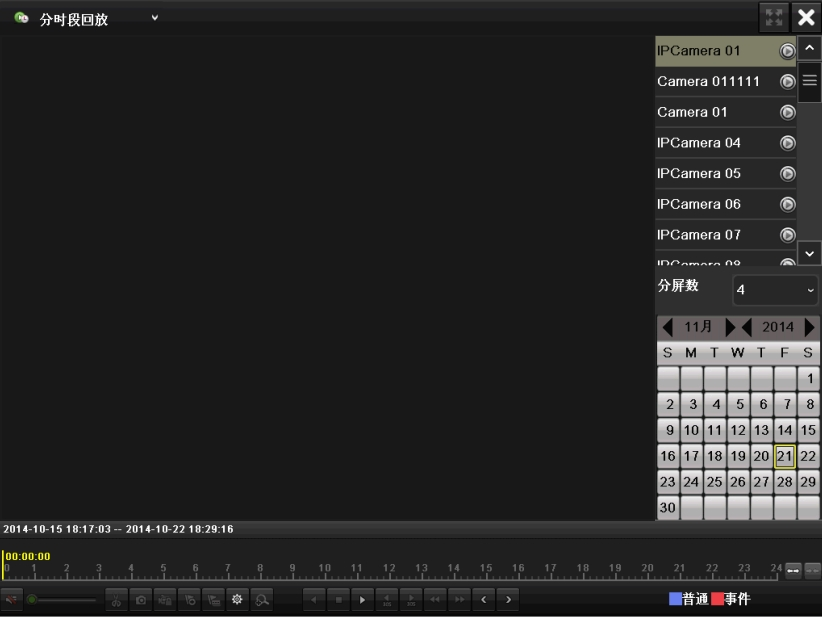 分时段回放
IPCamera 01
Camera 011111
Camera 01
IPCamera 04
IPCamera 05
IPCamera 06
IPCamera 07
IPCamera 08
分屏数 4
11月 2014
S M T W T F S
1
2 3 4 5 6 7 8
9 10 11 12 13 14 15
16 17 18 19 20 21 22
23 24 25 26 27 28 29
30
2014-10-15 18:17:03 -- 2014-10-22 18:29:16
00:00:00
0 1 2 3 4 5 6 7 8 9 10 11 12 13 14 15 16 17 18 19 20 21 22 23 24
普通 事件